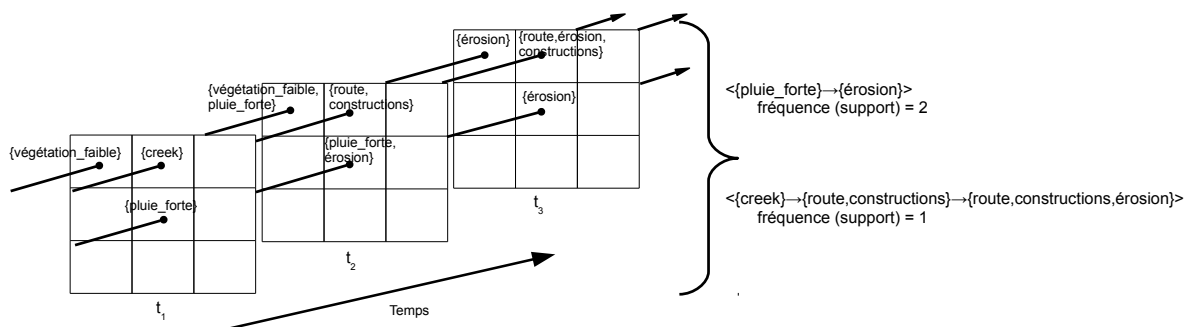 {végétation_faible}
{creek}
{pluie_forte}
t1
{végétation_faible,
pluie_forte}
{route,
constructions}
{pluie_forte,
érosion}
t2
{érosion}
{route,érosion,
constructions}
{érosion}
t3
Temps
<{pluie_forte}→{érosion}>
fréquence (support) = 2
<{creek}→{route,constructions}→{route,constructions,érosion}>
fréquence (support) = 1